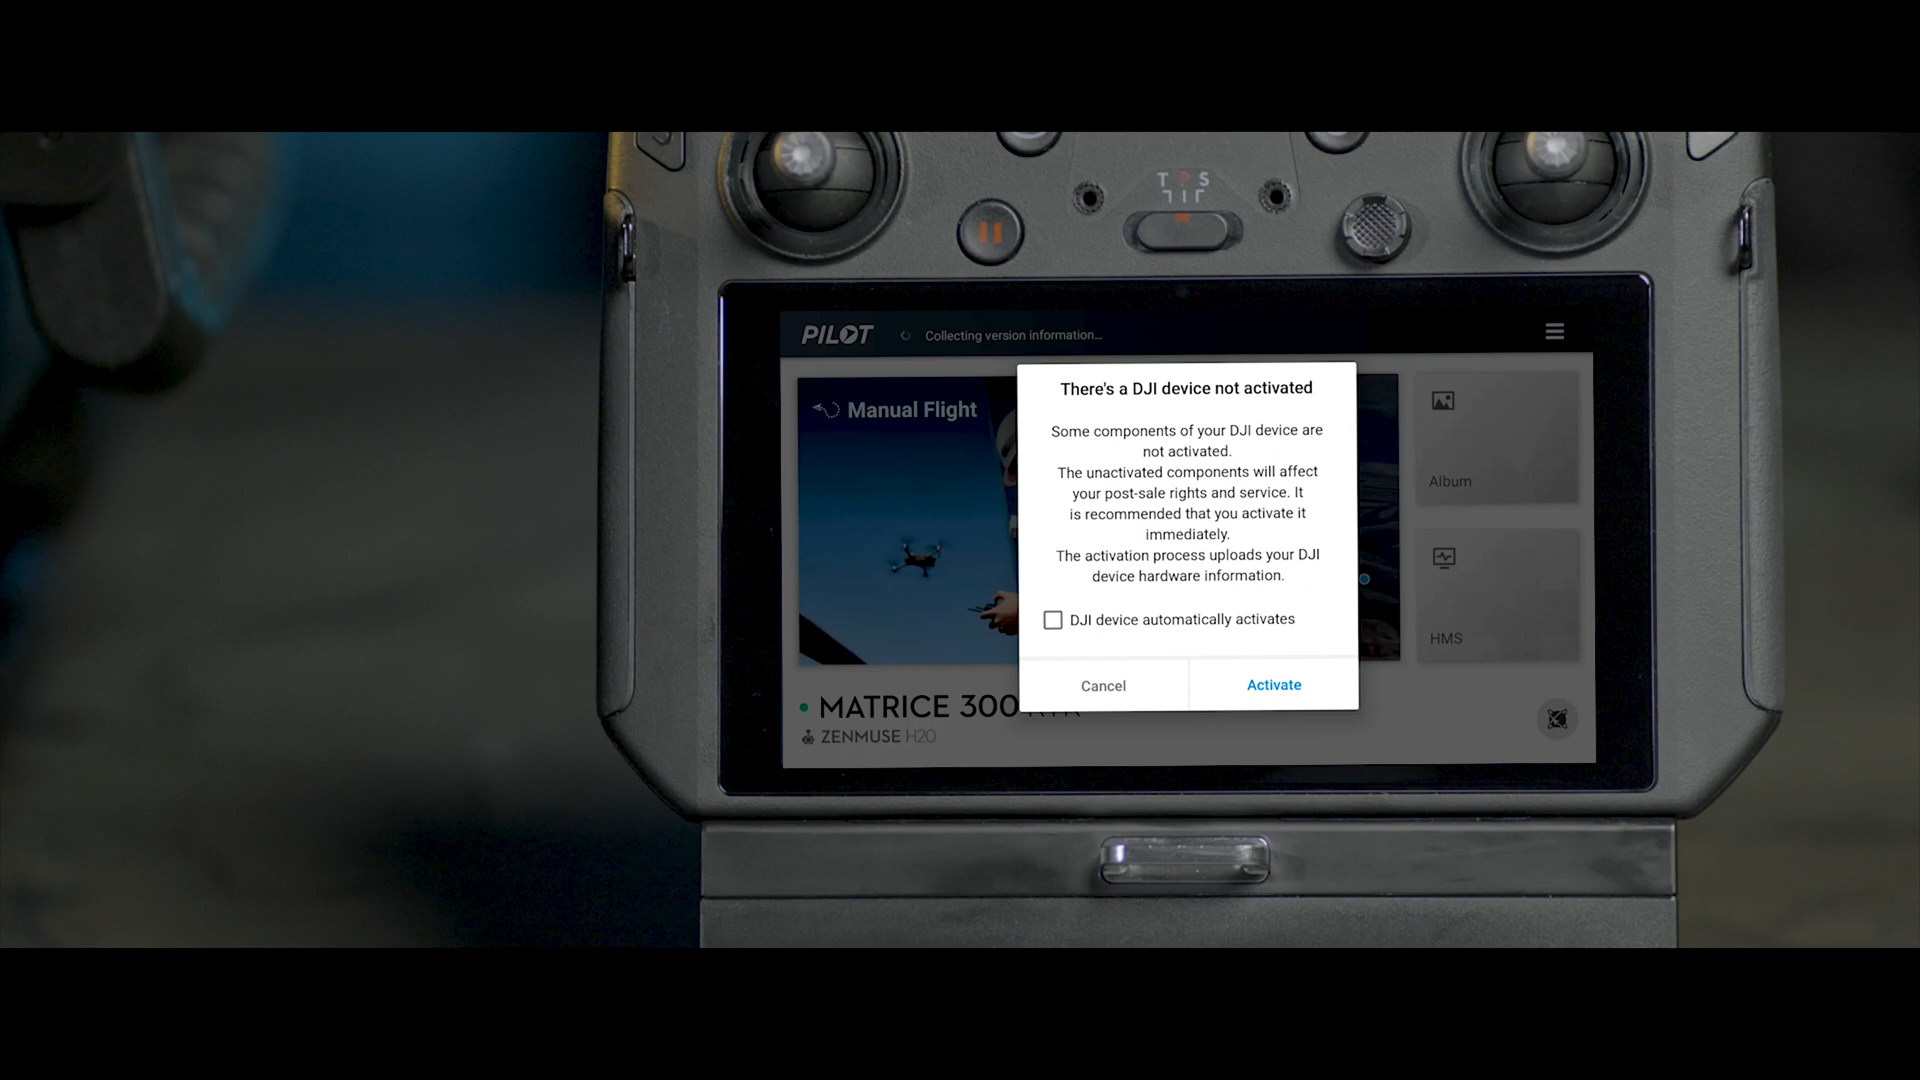 T P S
PILOT
Collecting version information...
Manual Flight
There's a DJI device not activated
Some components of your DJI device are
not activated.
The unactivated components will affect
your post-sale rights and service. It
is recommended that you activate it
immediately.
The activation process uploads your DJI
device hardware information.
DJI device automatically activates
Cancel
Activate
Album
HMS
MATRICE 300 RTK
ZENMUSE H20